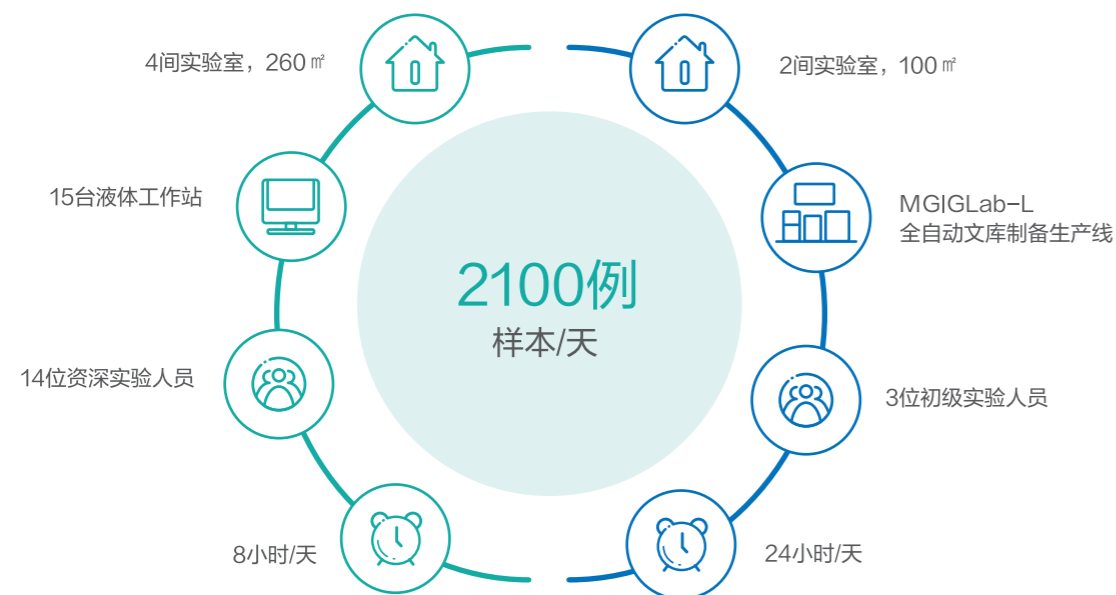 4间实验室，260㎡
15台液体工作站
14位资深实验人员
8小时/天
2100例
样本/天
2间实验室，100㎡
MGIGLab-L
全自动文库制备生产线
3位初级实验人员
24小时/天